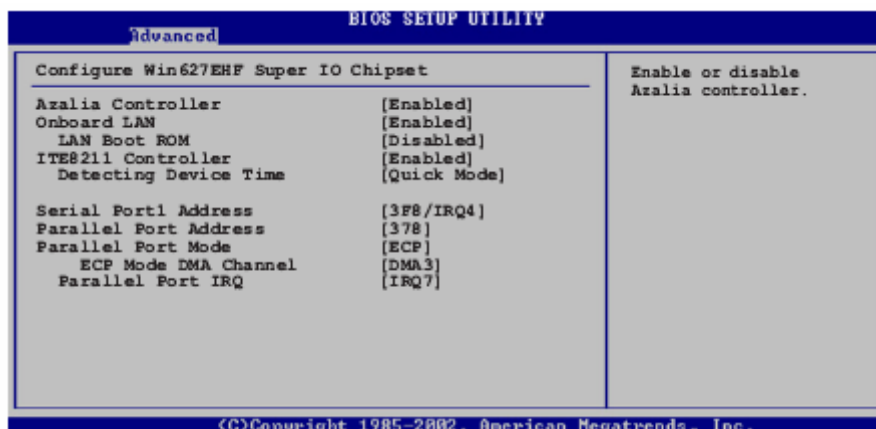 BIOS SETUP UTILITY
Advanced
Configure Win627EHF Super IO Chipset
Azalia Controller [Enabled]
Onboard LAN [Enabled]
LAN Boot ROM [Disabled]
ITE8211 Controller [Enabled]
Detecting Device Time [Quick Mode]
Serial Port1 Address [3F8/IRQ4]
Parallel Port Address [378]
Parallel Port Mode [ECP]
ECP Mode DMA Channel [DMA3]
Parallel Port IRQ [IRQ7]
Enable or disable
Azalia controller.
(C)Copyright 1985-2002, American Megatrends, Inc.